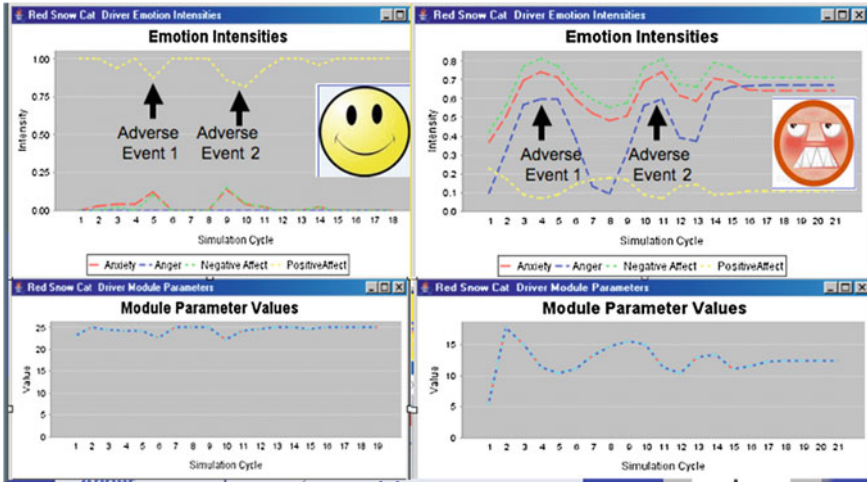 Red Snow Cat Driver Emotion Intensities
Emotion Intensities
1.00
0.75
0.50
0.25
0.00
Intensity
Adverse Event 1
Adverse Event 2
1 2 3 4 5 6 7 8 9 10 11 12 13 14 15 16 17 18
Simulation Cycle
Anxiety Anger Negative Affect PositiveAffect
Red Snow Cat Driver Emotion Intensities
Emotion Intensities
0.8
0.7
0.6
0.5
0.4
0.3
0.2
0.1
0.0
Intensity
Adverse Event 1
Adverse Event 2
1 2 3 4 5 6 7 8 9 10 11 12 13 14 15 16 17 18 19 20 21
Simulation Cycle
Anxiety Anger Negative Affect PositiveAffect
Red Snow Cat Driver Module Parameters
Module Parameter Values
25
20
15
10
5
0
Value
1 2 3 4 5 6 7 8 9 10 11 12 13 14 15 16 17 18 19
Simulation Cycle
Red Snow Cat Driver Module Parameters
Module Parameter Values
15
10
5
0
Value
1 2 3 4 5 6 7 8 9 10 11 12 13 14 15 16 17 18 19 20 21
Simulation Cycle